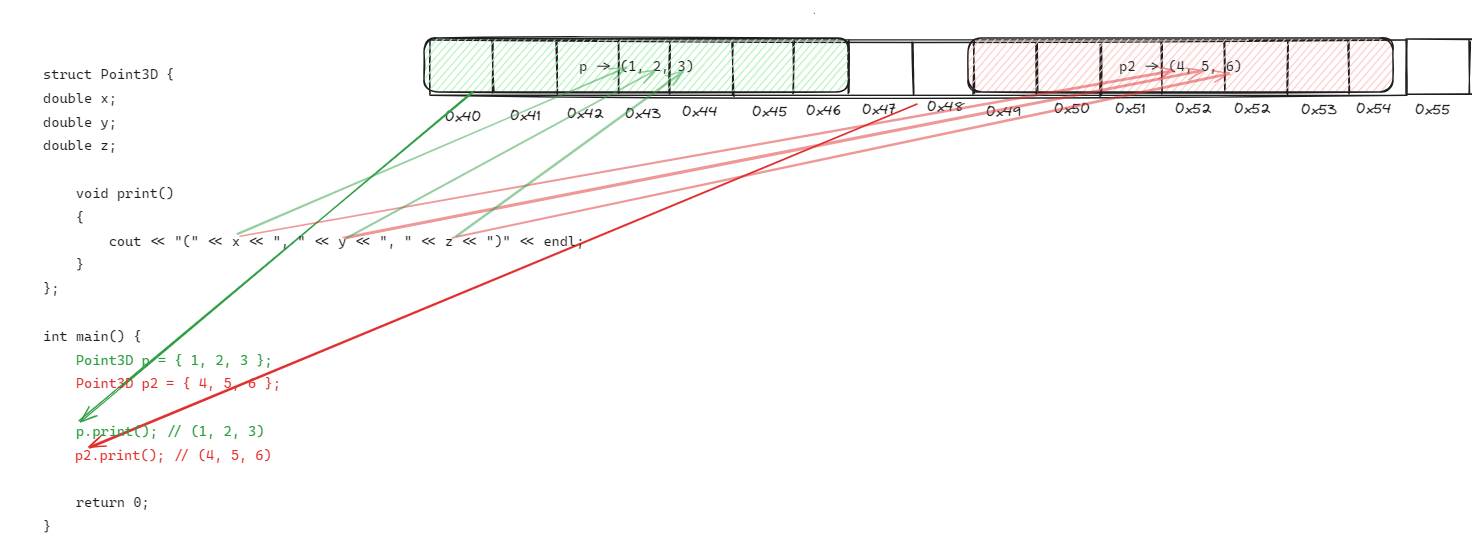 p → (1, 2, 3) p2 → (4, 5, 6)
0x40 0x41 0x42 0x43 0x44 0x45 0x46 0x47 0x48 0x49 0x50 0x51 0x52 0x52 0x53 0x54 0x55
struct Point3D {
double x;
double y;
double z;
void print()
{
cout << "(" << x << ", " << y << ", " << z << ")" << endl;
}
};
int main() {
Point3D p = { 1, 2, 3 };
Point3D p2 = { 4, 5, 6 };
p.print(); // (1, 2, 3)
p2.print(); // (4, 5, 6)
return 0;
}